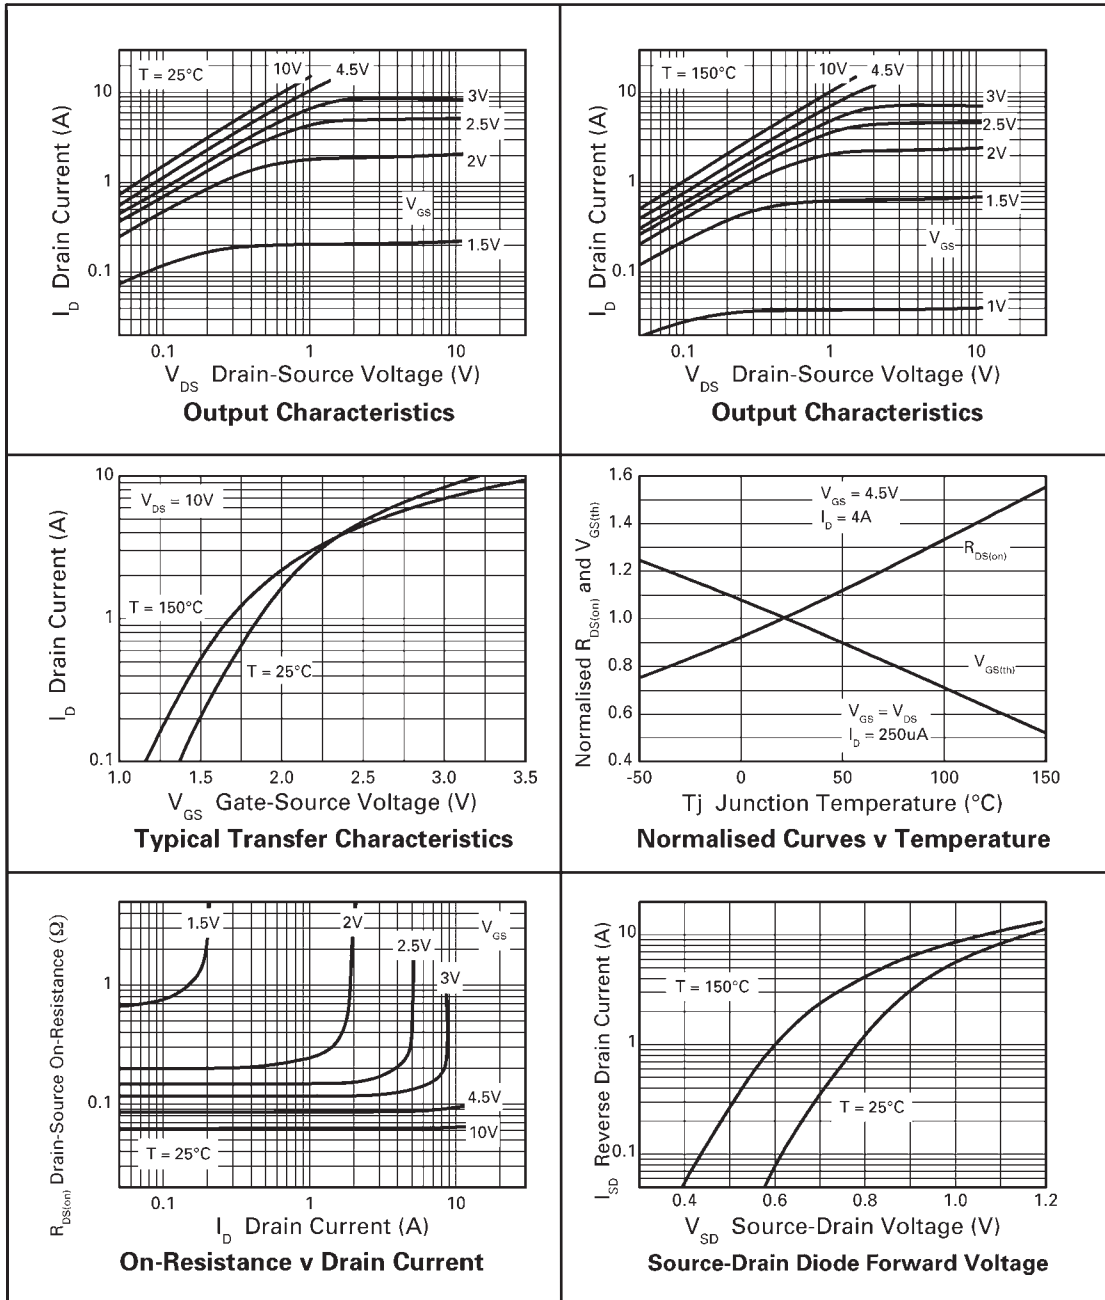 T = 25°C
10V
4.5V
3V
2.5V
2V
V_GS
1.5V
10
1
0.1
I_D Drain Current (A)
0.1 1 10
V_DS Drain-Source Voltage (V)
Output Characteristics
T = 150°C
10V
4.5V
3V
2.5V
2V
1.5V
V_GS
1V
10
1
0.1
I_D Drain Current (A)
0.1 1 10
V_DS Drain-Source Voltage (V)
Output Characteristics
10
1
0.1
I_D Drain Current (A)
V_DS = 10V
T = 150°C
T = 25°C
1.0 1.5 2.0 2.5 3.0 3.5
V_GS Gate-Source Voltage (V)
Typical Transfer Characteristics
1.6
1.4
1.2
1.0
0.8
0.6
0.4
Normalised R_DS(on) and V_GS(th)
V_GS = 4.5V
I_D = 4A
R_DS(on)
V_GS(th)
V_GS = V_DS
I_D = 250uA
-50 0 50 100 150
Tj Junction Temperature (°C)
Normalised Curves v Temperature
1
0.1
R_DS(on) Drain-Source On-Resistance (Ω)
1.5V
2V
V_GS
2.5V
3V
4.5V
10V
T = 25°C
0.1 1 10
I_D Drain Current (A)
On-Resistance v Drain Current
10
1
0.1
I_SD Reverse Drain Current (A)
T = 150°C
T = 25°C
0.4 0.6 0.8 1.0 1.2
V_SD Source-Drain Voltage (V)
Source-Drain Diode Forward Voltage